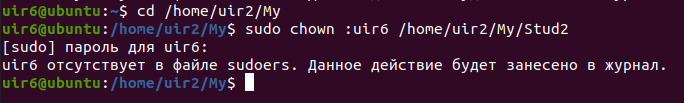 uir6@ubuntu:~$ cd /home/uir2/My
uir6@ubuntu:/home/uir2/My$ sudo chown :uir6 /home/uir2/My/Stud2
[sudo] пароль для uir6:
uir6 отсутствует в файле sudoers. Данное действие будет занесено в журнал.
uir6@ubuntu:/home/uir2/My$